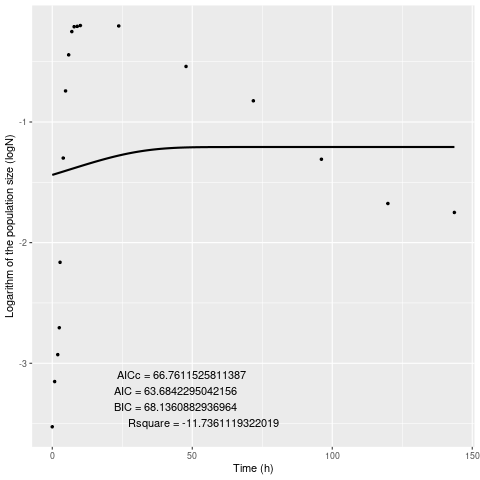 Logarithm of the population size (logN)
-1
-2
-3
AICc = 66.7611525811387
AIC = 63.6842295042156
BIC = 68.1360882936964
Rsquare = -11.7361119322019
0 50 100 150
Time (h)